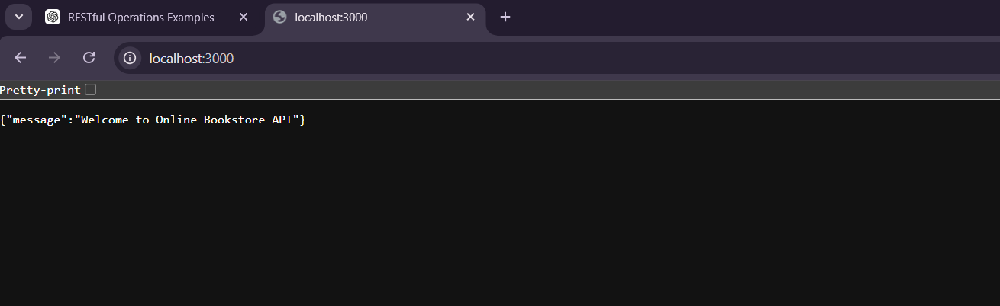 RESTful Operations Examples
localhost:3000
localhost:3000
Pretty-print
{"message":"Welcome to Online Bookstore API"}